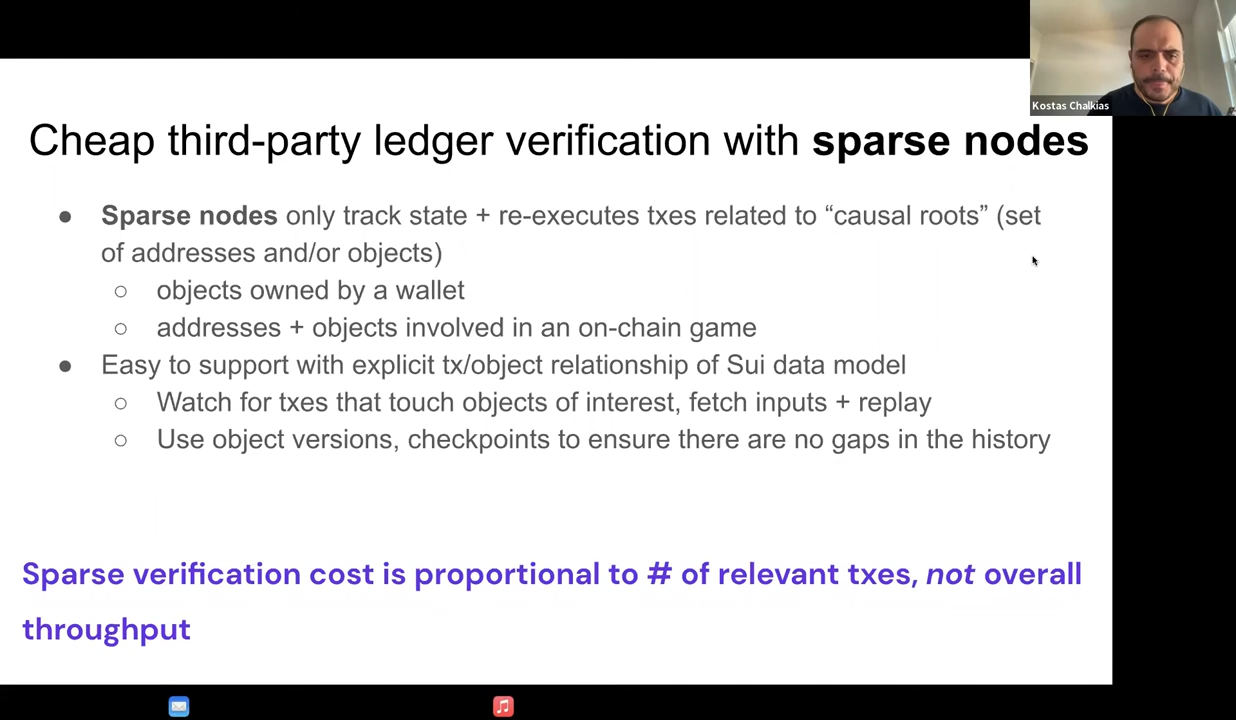 Kostas Chalkias
Cheap third-party ledger verification with sparse nodes
● Sparse nodes only track state + re-executes txes related to “causal roots” (set
of addresses and/or objects)
○ objects owned by a wallet
○ addresses + objects involved in an on-chain game
● Easy to support with explicit tx/object relationship of Sui data model
○ Watch for txes that touch objects of interest, fetch inputs + replay
○ Use object versions, checkpoints to ensure there are no gaps in the history
Sparse verification cost is proportional to # of relevant txes, not overall
throughput